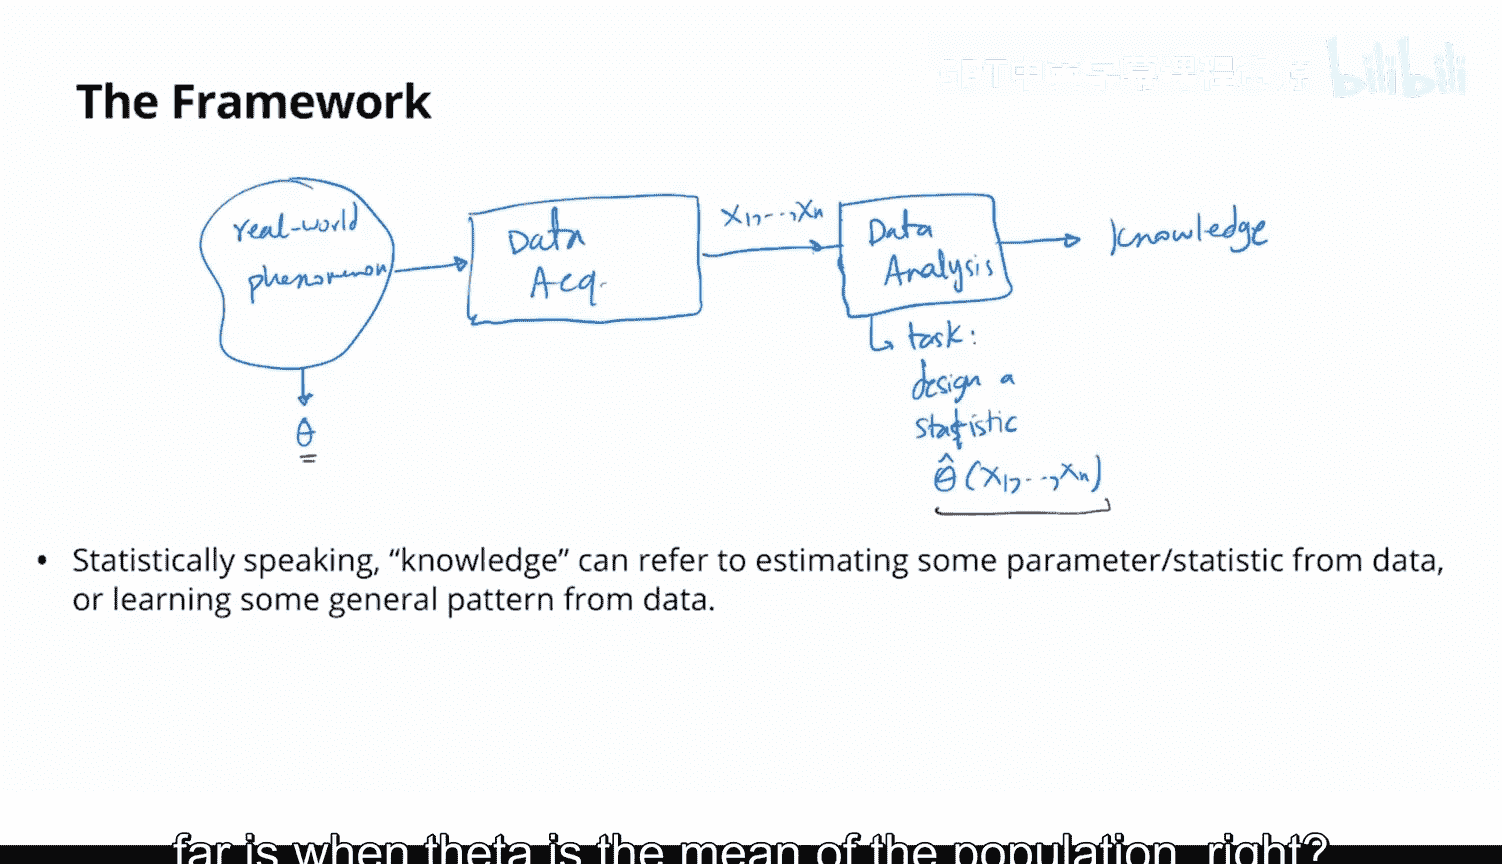 The Framework
bilibili
real-world
phenomenon
Data
Acq.
X₁,...,Xₙ
Data
Analysis
knowledge
θ
task:
design a
statistic
θ̂(X₁,...,Xₙ)
• Statistically speaking, “knowledge” can refer to estimating some parameter/statistic from data,
or learning some general pattern from data.
far is when theta is the mean of the population, right?